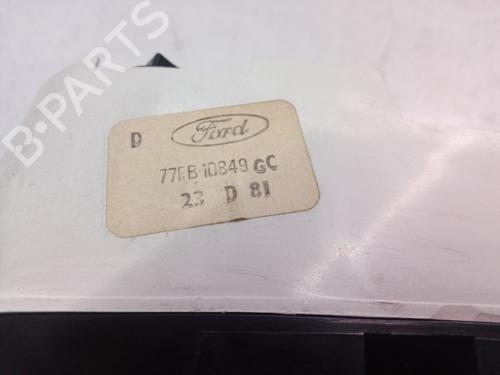 B-PARTS
D
Ford
77FB·10849 GC
23 D 81